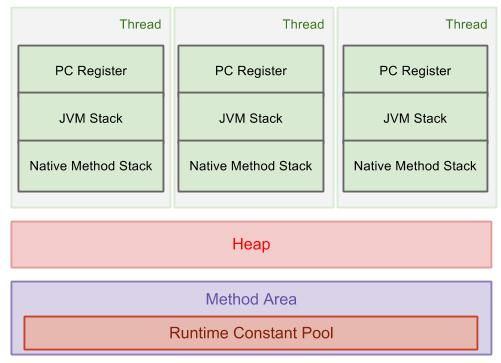 Thread
PC Register
JVM Stack
Native Method Stack
Thread
PC Register
JVM Stack
Native Method Stack
Thread
PC Register
JVM Stack
Native Method Stack
Heap
Method Area
Runtime Constant Pool